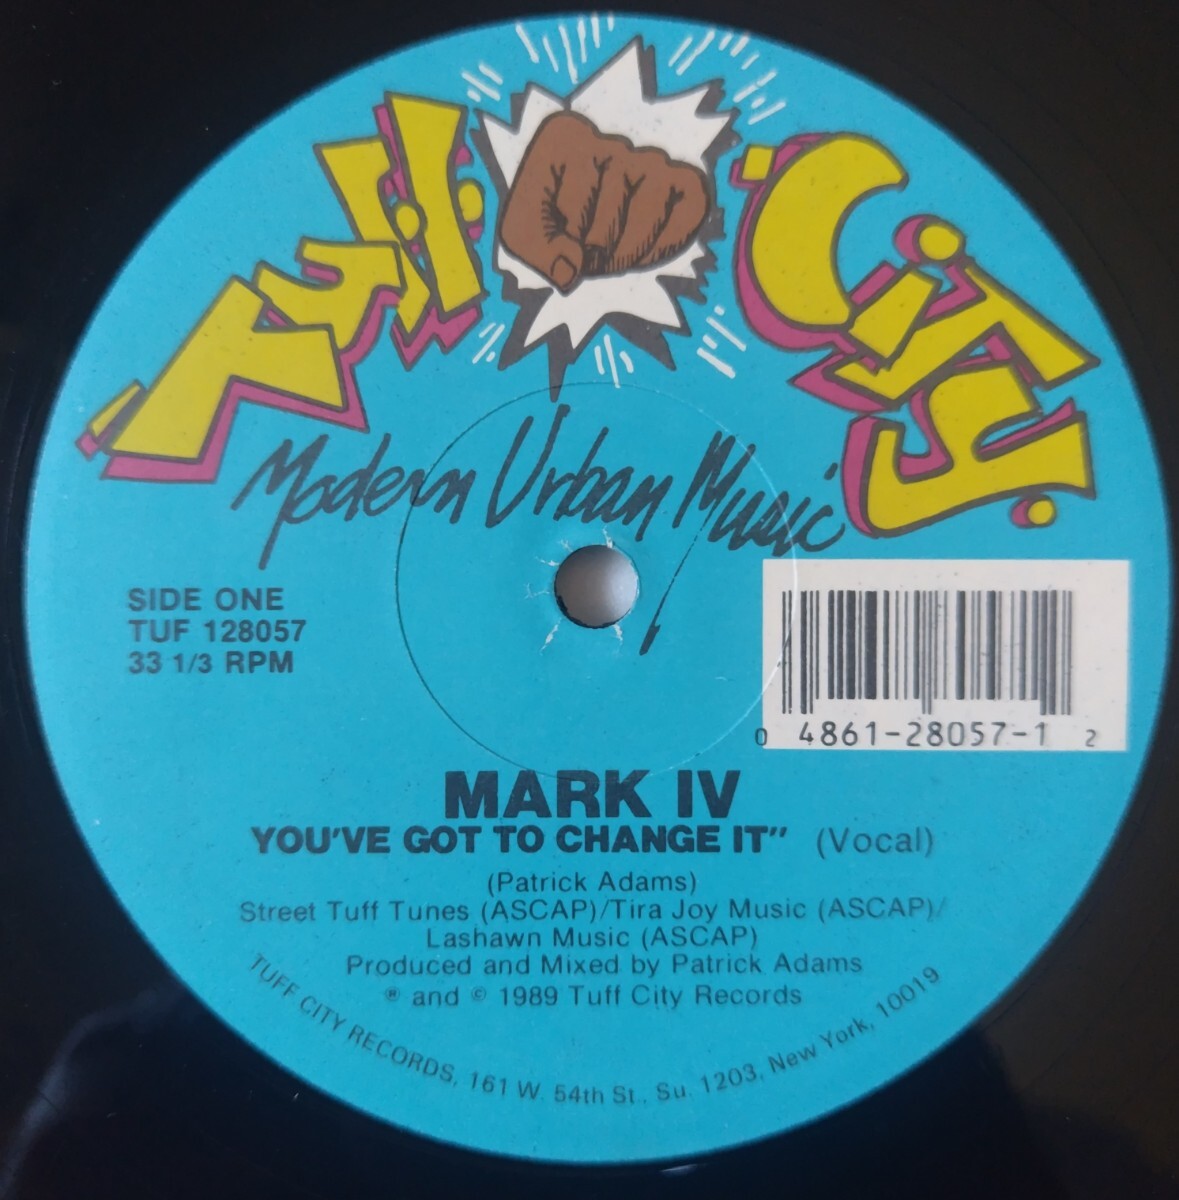 Tuff City
Modern Urban Music
SIDE ONE
TUF 128057
33 1/3 RPM
0 4861-28057-1 2
MARK IV
YOU'VE GOT TO CHANGE IT" (Vocal)
(Patrick Adams)
Street Tuff Tunes (ASCAP)/Tira Joy Music (ASCAP)/
Lashawn Music (ASCAP)
Produced and Mixed by Patrick Adams
℗ and © 1989 Tuff City Records
TUFF CITY RECORDS, 161 W. 54th St., Su. 1203, New York, 10019